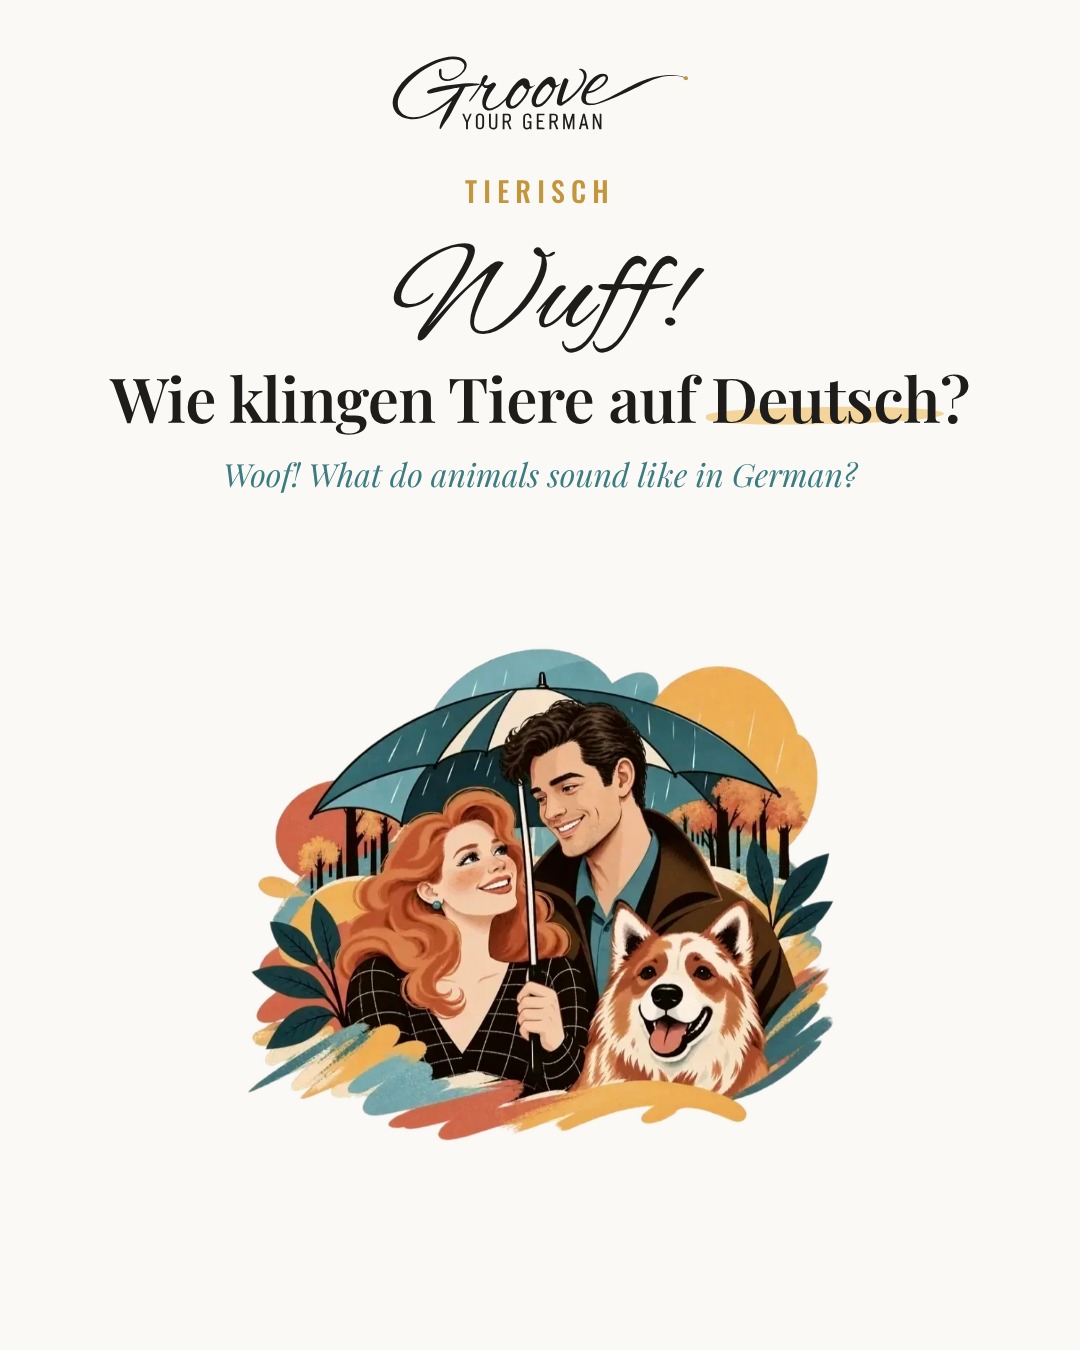 Groove
YOUR GERMAN
TIERISCH
Wuff!
Wie klingen Tiere auf Deutsch?
Woof! What do animals sound like in German?